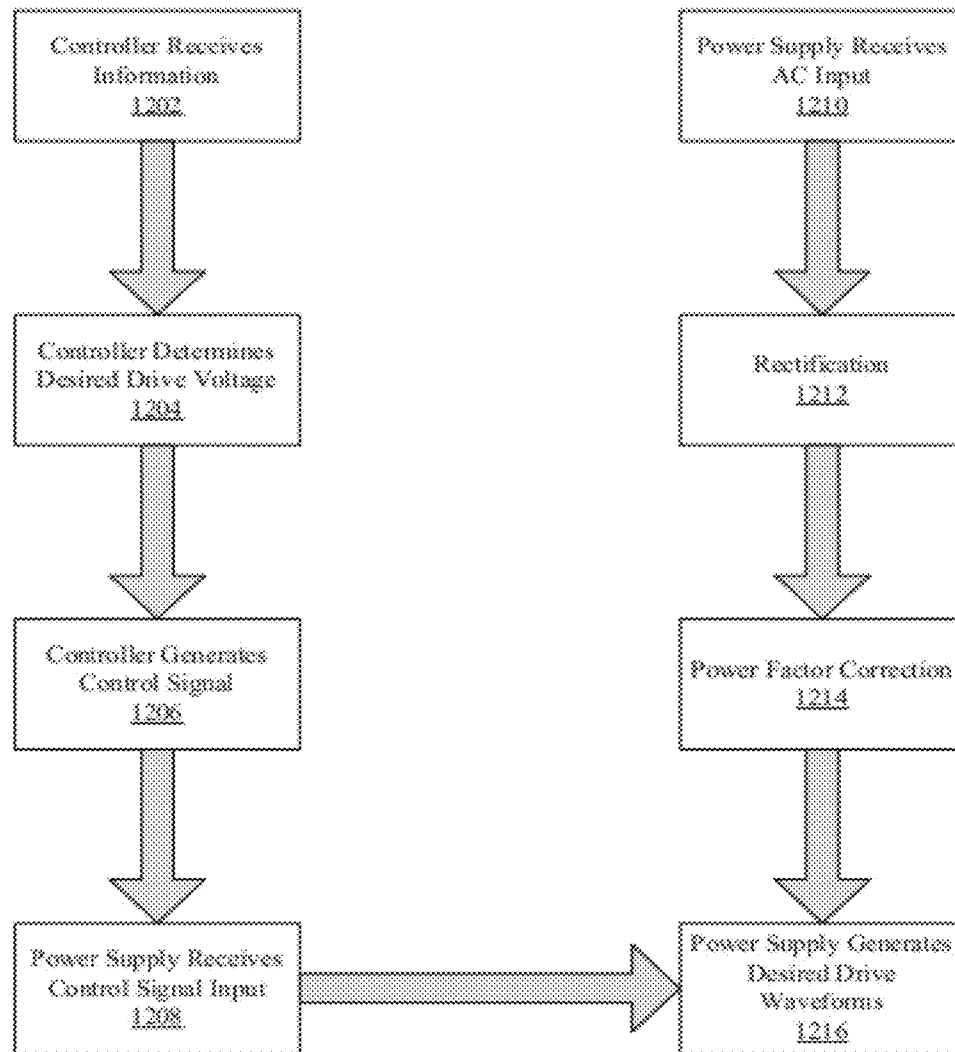 Controller Receives
Information
1202
Power Supply Receives
AC Input
1210
Controller Determines
Desired Drive Voltage
1204
Rectification
1212
Controller Generates
Control Signal
1206
Power Factor Correction
1214
Power Supply Receives
Control Signal Input
1208
Power Supply Generates
Desired Drive
Waveforms
1216